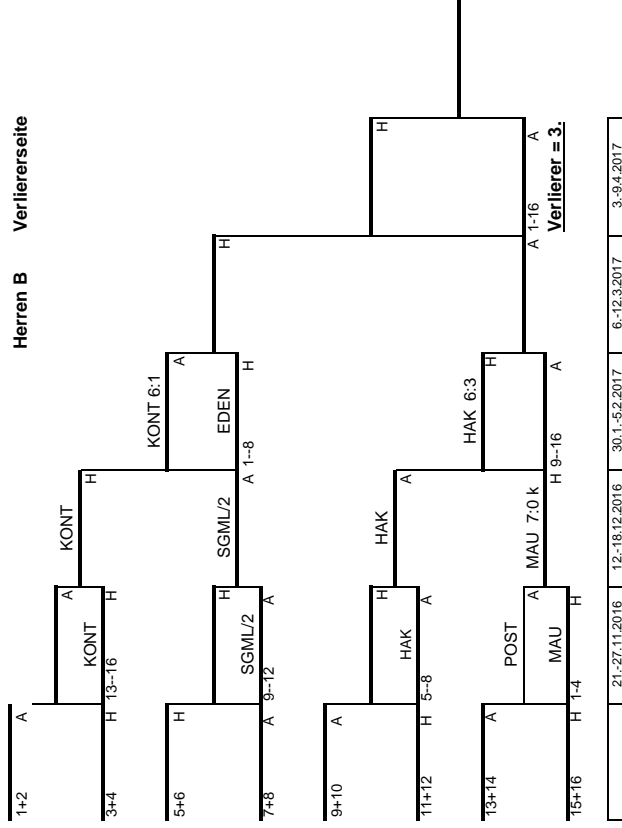 Herren B Verliererseite
1+2
A
KONT
A
H
KONT
3+4
H
13--16
H
KONT 6:1
A
5+6
H
SGML/2
H
EDEN
H
SGML/2
A 1--8
H
7+8
A
9--12
A
9+10
A
HAK
H
H
A
HAK
11+12
H
5--8
A
HAK 6:3
H
13+14
A
POST
A
MAU 7:0 k
A 1-16
A
MAU
H 9--16
A
Verlierer = 3.
15+16
H
1-4
H
21.-27.11.2016
12.-18.12.2016
30.1.-5.2.2017
6.-12.3.2017
3.-9.4.2017